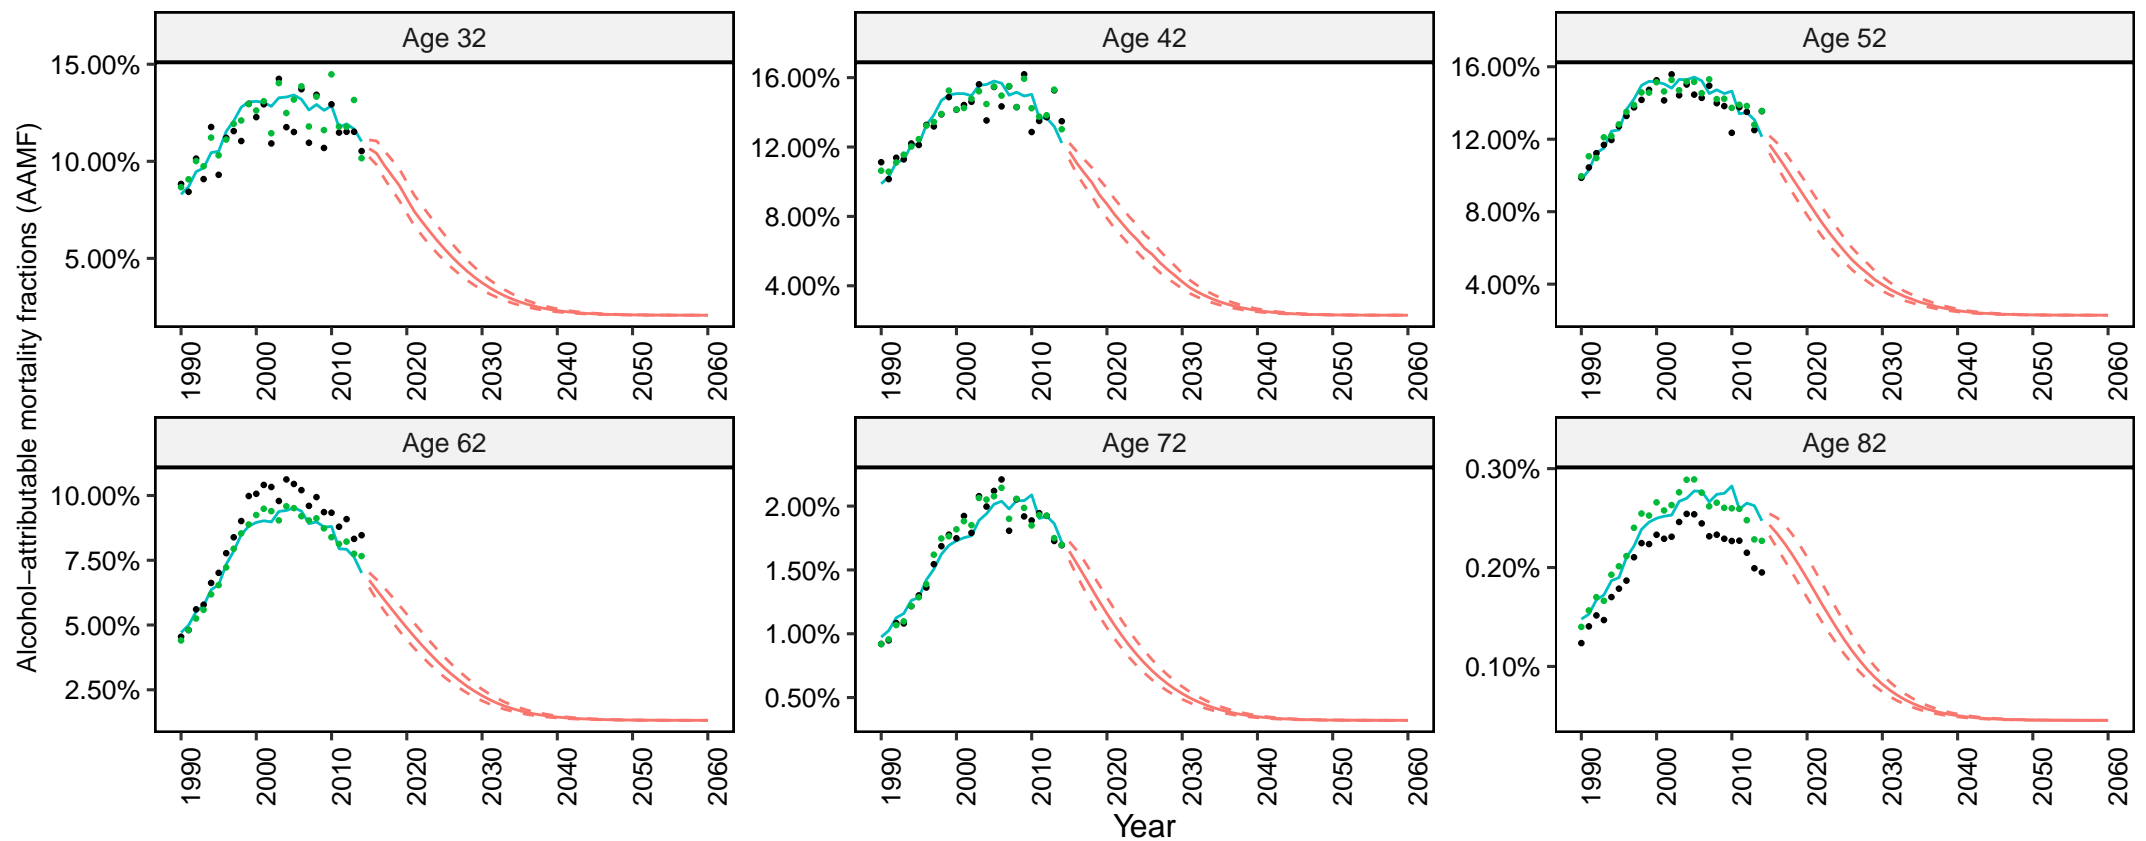 Age 32
Age 42
Age 52
15.00%
10.00%
5.00%
16.00%
12.00%
8.00%
4.00%
16.00%
12.00%
8.00%
4.00%
1990 2000 2010 2020 2030 2040 2050 2060
1990 2000 2010 2020 2030 2040 2050 2060
1990 2000 2010 2020 2030 2040 2050 2060
Alcohol−attributable mortality fractions (AAMF)
Age 62
Age 72
Age 82
10.00%
7.50%
5.00%
2.50%
2.00%
1.50%
1.00%
0.50%
0.30%
0.20%
0.10%
1990 2000 2010 2020 2030 2040 2050 2060
1990 2000 2010 2020 2030 2040 2050 2060
1990 2000 2010 2020 2030 2040 2050 2060
Year